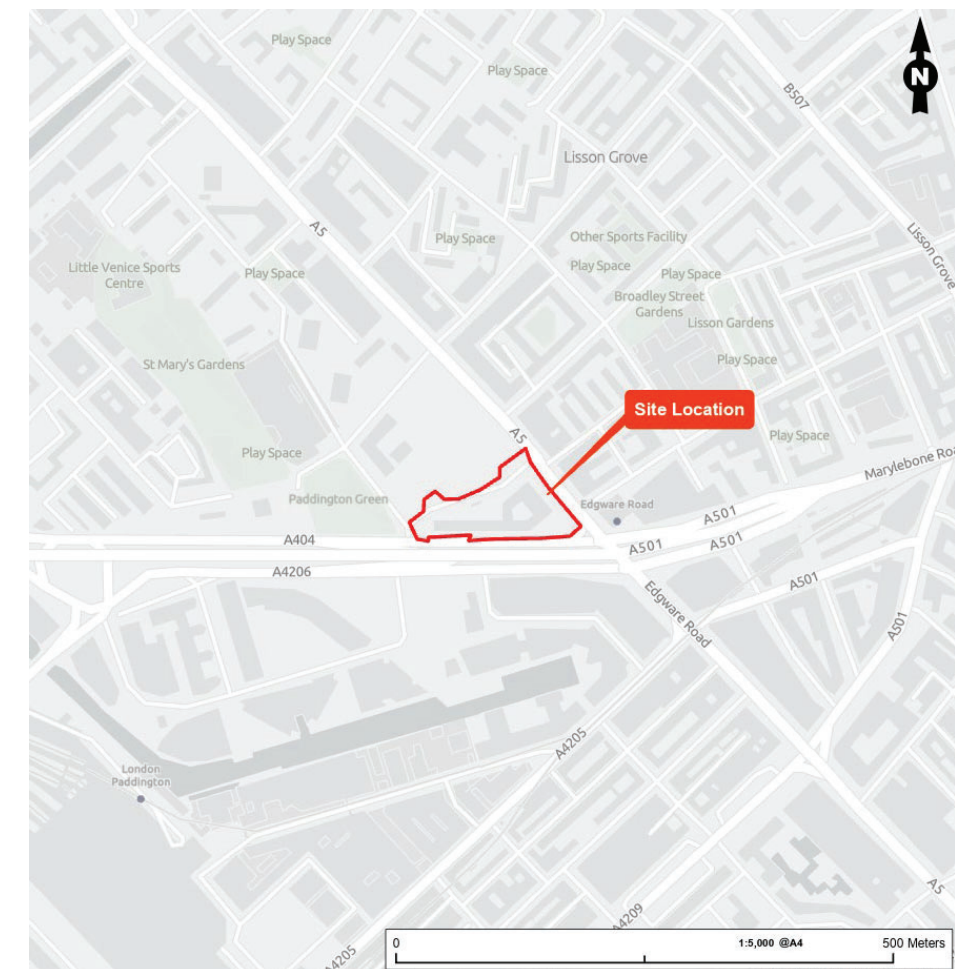 Play Space
Play Space
N
B507
Lisson Grove
A5
Play Space
Other Sports Facility
Lisson Grove
Little Venice Sports
Centre
Play Space
Play Space
Play Space
Broadley Street
Gardens
Lisson Gardens
St Mary's Gardens
Play Space
Site Location
A5
Play Space
Play Space
Marylebone Roa
Paddington Green
Edgware Road
A501
A404
A501
A501
A4206
A501
Edgware Road
A501
A4205
London
Paddington
A5
A4209
A4205
0
1:5,000 @A4
500 Meters